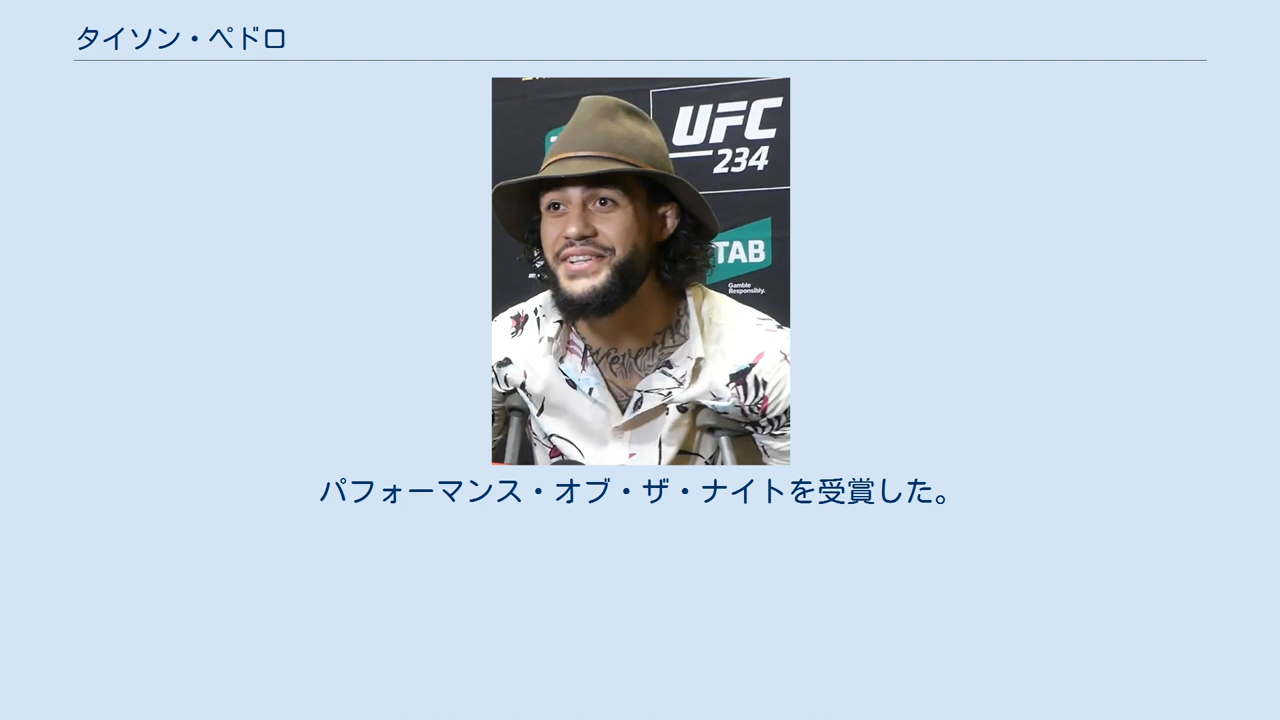 タイソン・ペドロ
UFC
234
TAB
Gamble
Responsibly.
パフォーマンス・オブ・ザ・ナイトを受賞した。